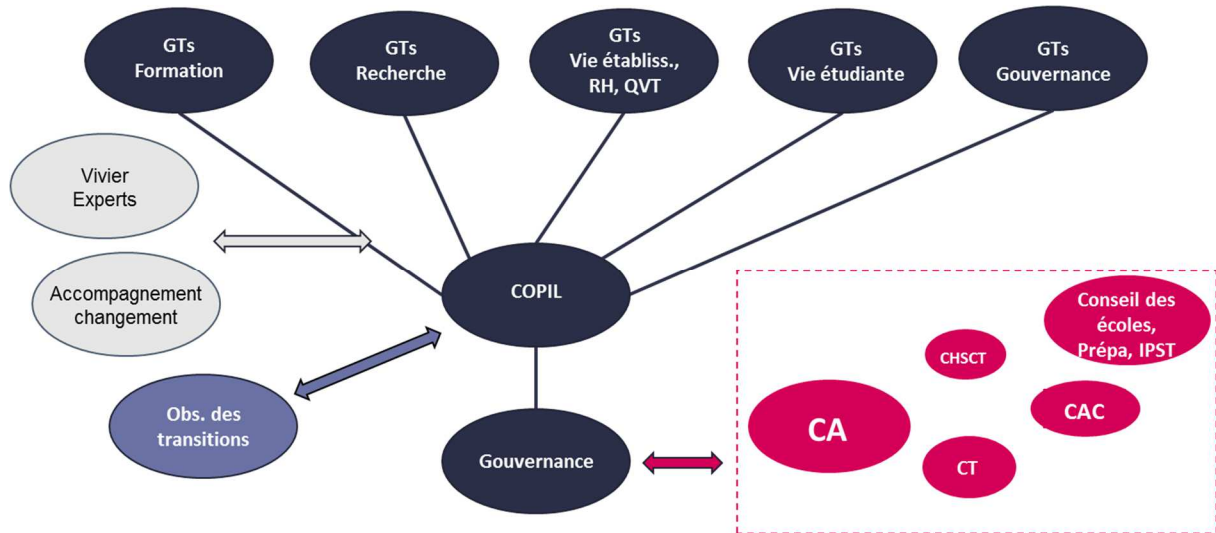 GTs
Formation
GTs
Recherche
GTs
Vie établiss.,
RH, QVT
GTs
Vie étudiante
GTs
Gouvernance
Vivier
Experts
Accompagnement
changement
COPIL
Obs. des
transitions
Gouvernance
Conseil des
écoles,
Prépa, IPST
CHSCT
CAC
CA
CT